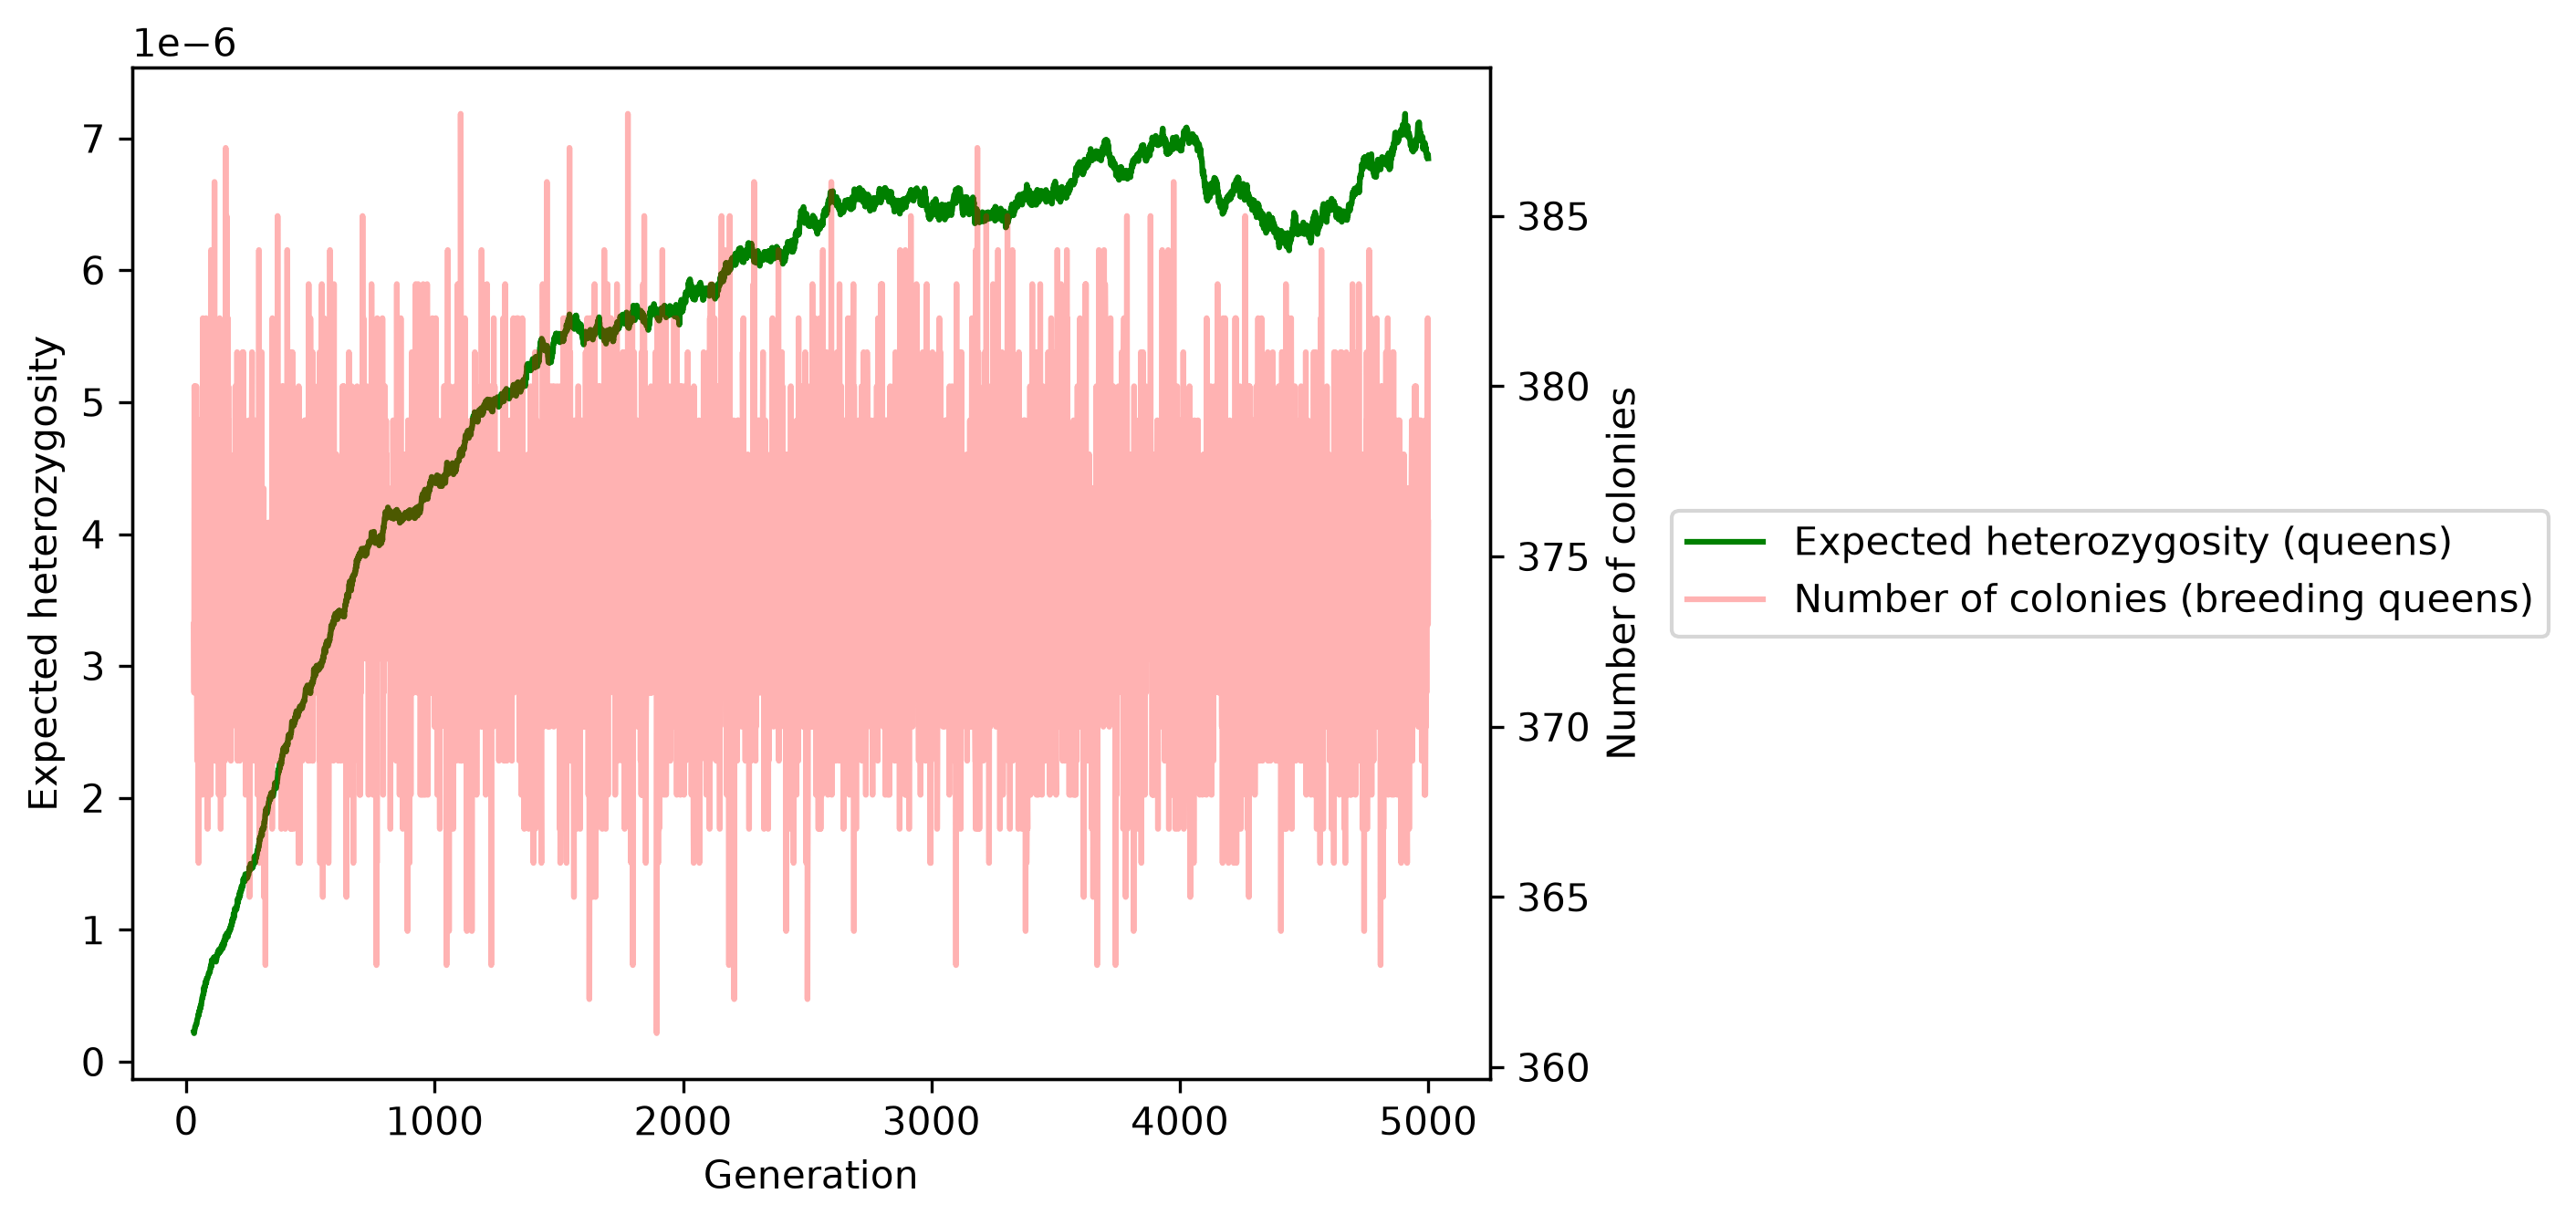 1e−6
7
6
5
4
3
2
1
0
Expected heterozygosity
385
380
375
370
365
360
Number of colonies
0 1000 2000 3000 4000 5000
Generation
Expected heterozygosity (queens)
Number of colonies (breeding queens)